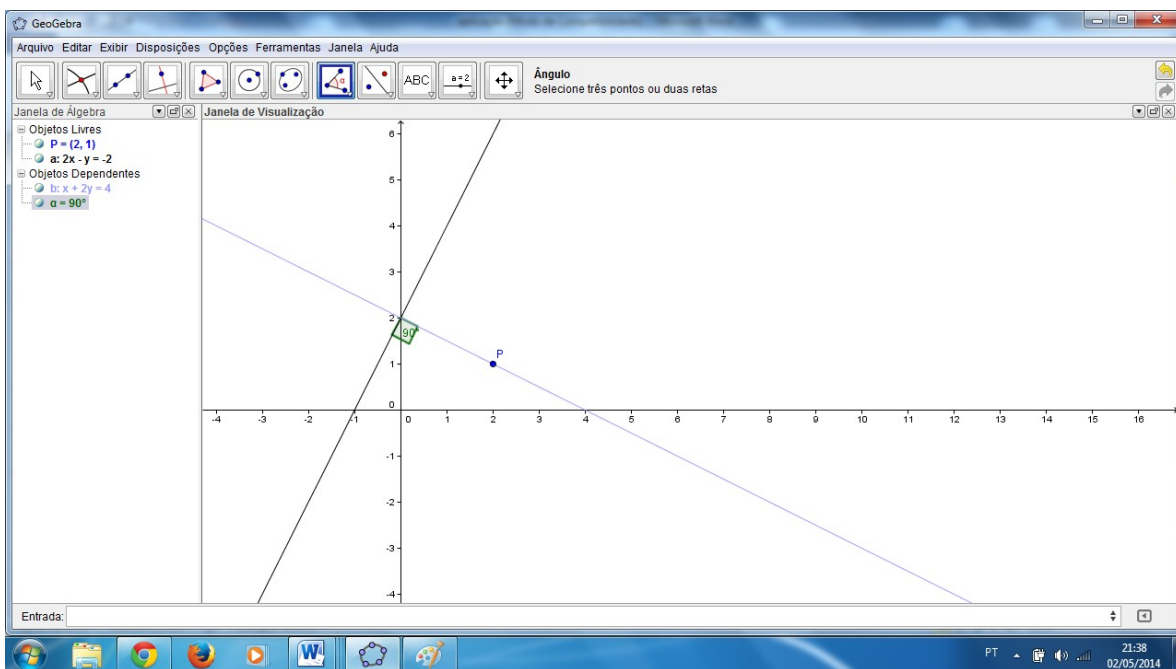 GeoGebra
Arquivo Editar Exibir Disposições Opções Ferramentas Janela Ajuda
ABC
a=2
α
Ângulo
Selecione três pontos ou duas retas
Janela de Álgebra
Janela de Visualização
Objetos Livres
P = (2, 1)
a: 2x - y = -2
Objetos Dependentes
b: x + 2y = 4
α = 90°
6
5
4
3
2
90°
1
P
0
-4 -3 -2 -1 0 1 2 3 4 5 6 7 8 9 10 11 12 13 14 15 16
-1
-2
-3
-4
Entrada:
W
PT
21:38
02/05/2014